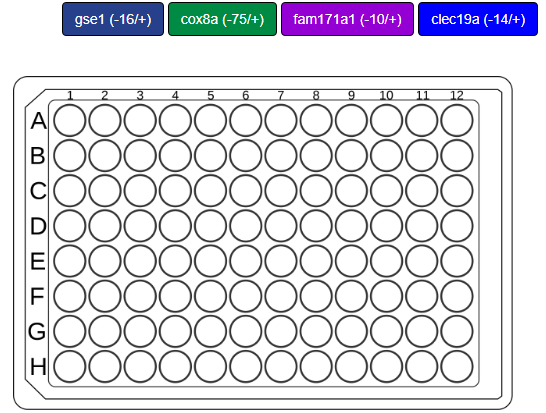 gse1 (-16/+) cox8a (-75/+) fam171a1 (-10/+) clec19a (-14/+)
1 2 3 4 5 6 7 8 9 10 11 12
A
B
C
D
E
F
G
H